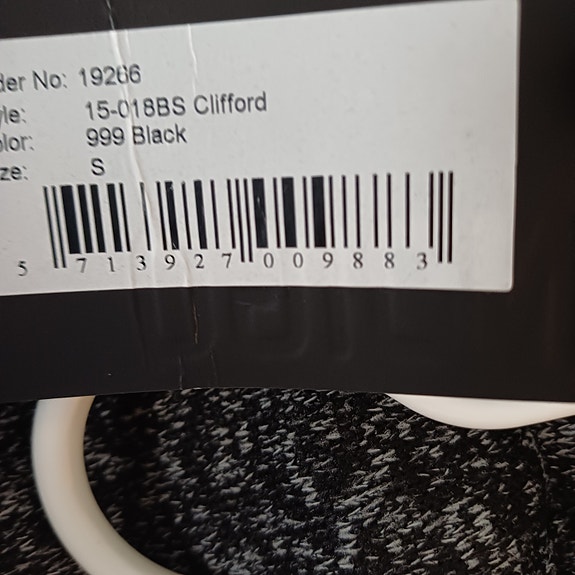 der No: 19266
yle: 15-018BS Clifford
olor: 999 Black
ze: S
5 713927 009883